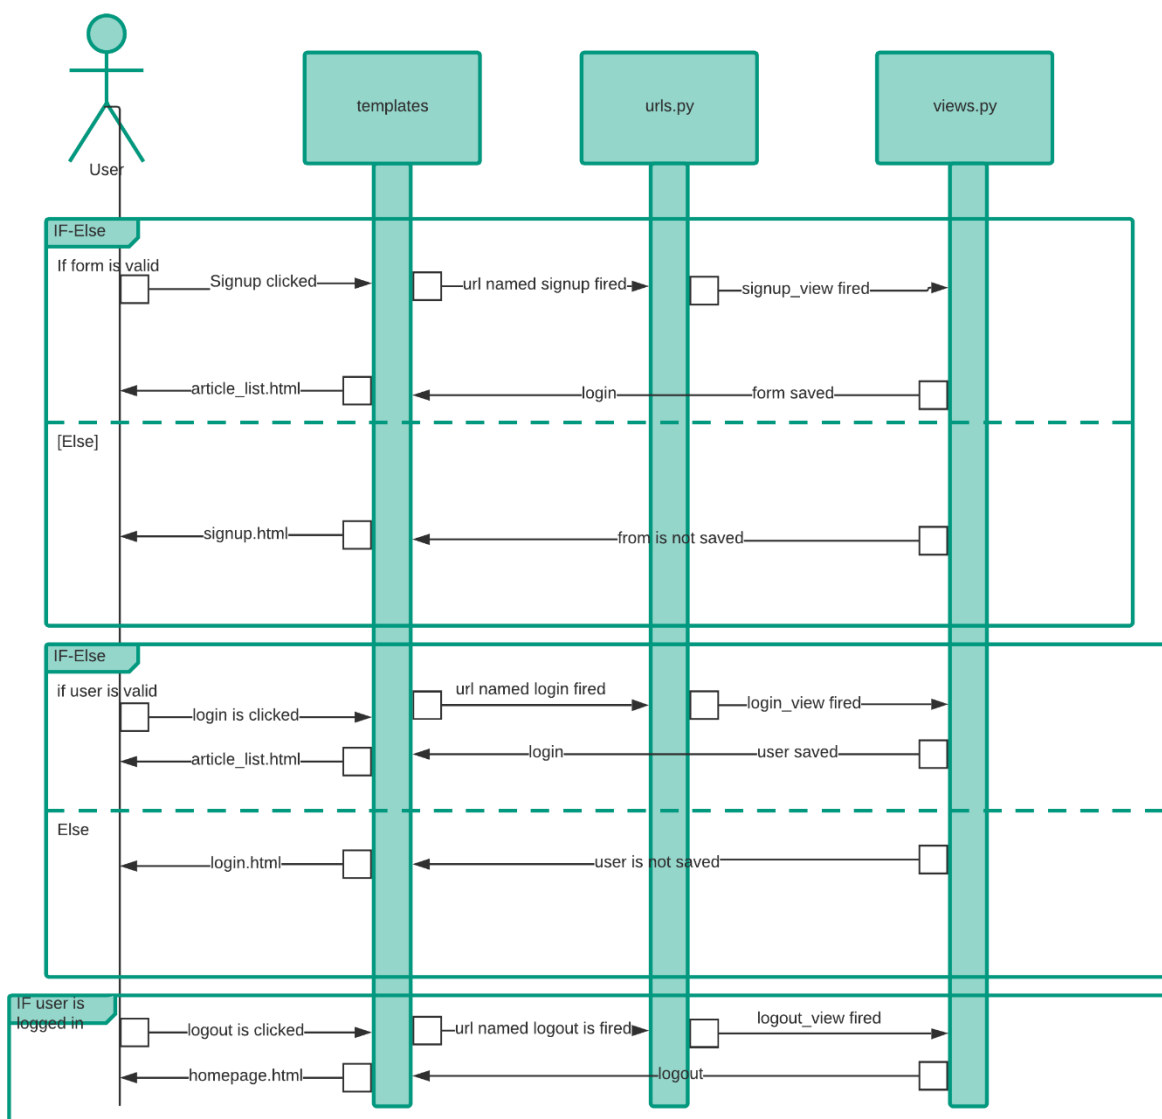 templates
urls.py
views.py
User
IF-Else
If form is valid
Signup clicked
url named signup fired
signup_view fired
article_list.html
login
form saved
[Else]
signup.html
from is not saved
IF-Else
if user is valid
url named login fired
login_view fired
login is clicked
article_list.html
login
user saved
Else
login.html
user is not saved
IF user is
logged in
logout is clicked
url named logout is fired
logout_view fired
homepage.html
logout